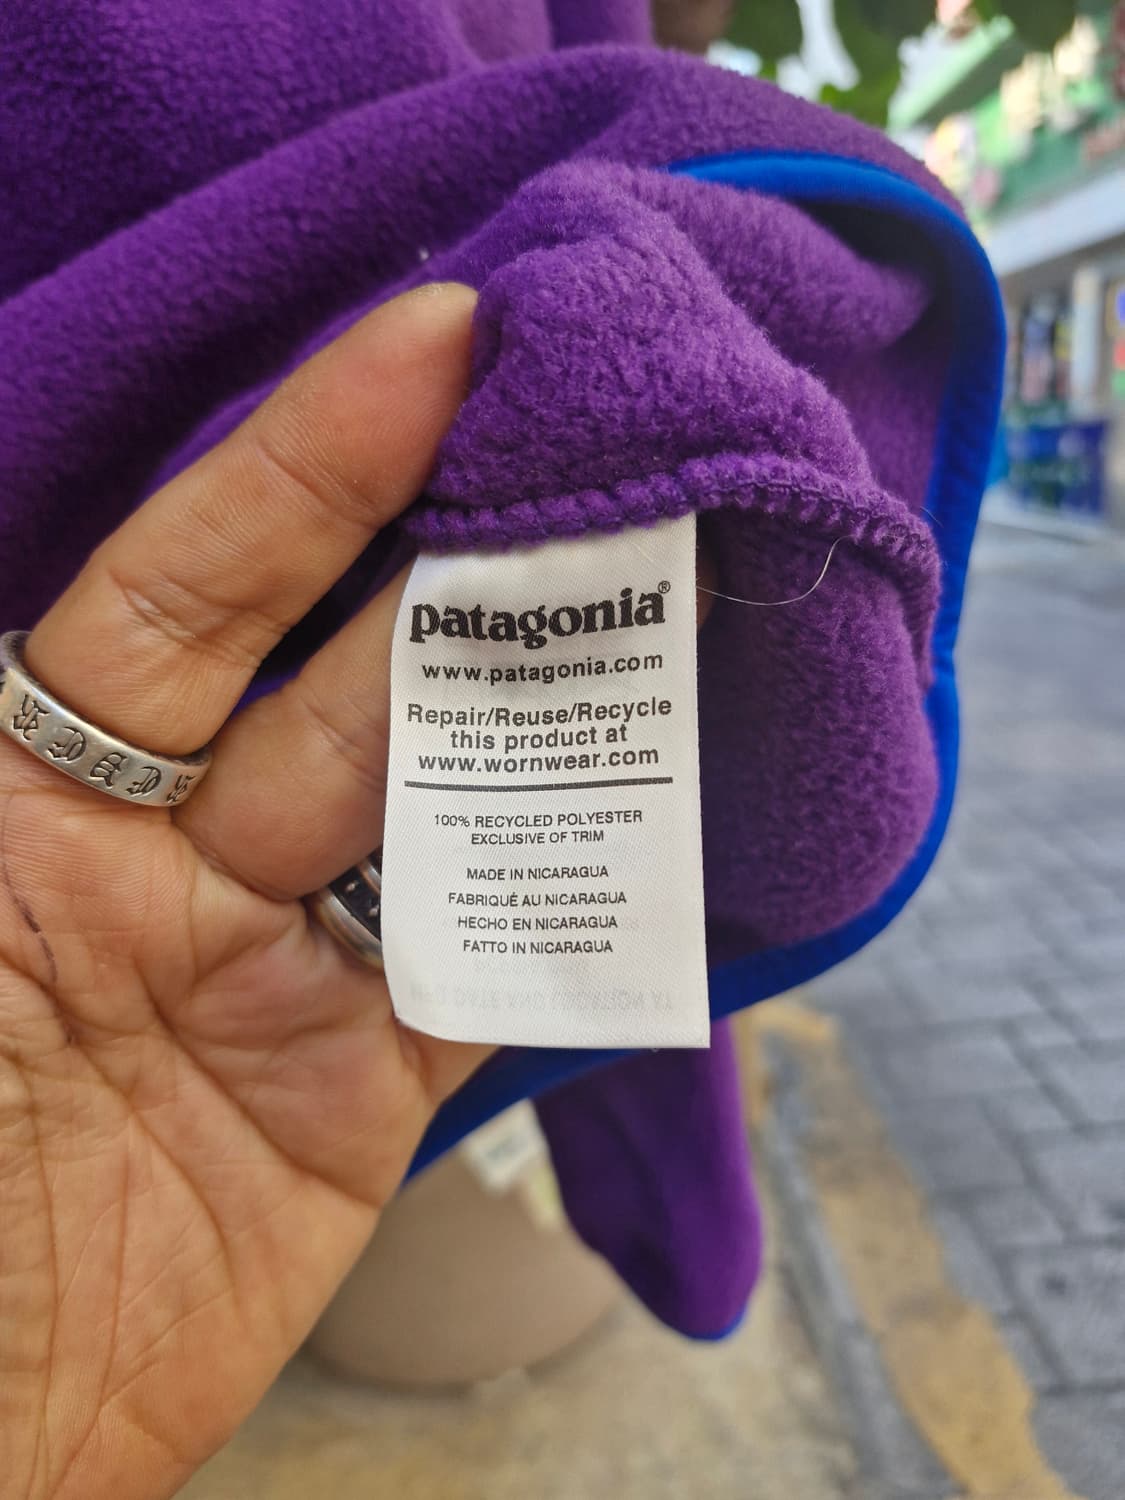 patagonia®
www.patagonia.com
Repair/Reuse/Recycle
this product at
www.wornwear.com
100% RECYCLED POLYESTER
EXCLUSIVE OF TRIM
MADE IN NICARAGUA
FABRIQUÉ AU NICARAGUA
HECHO EN NICARAGUA
FATTO IN NICARAGUA